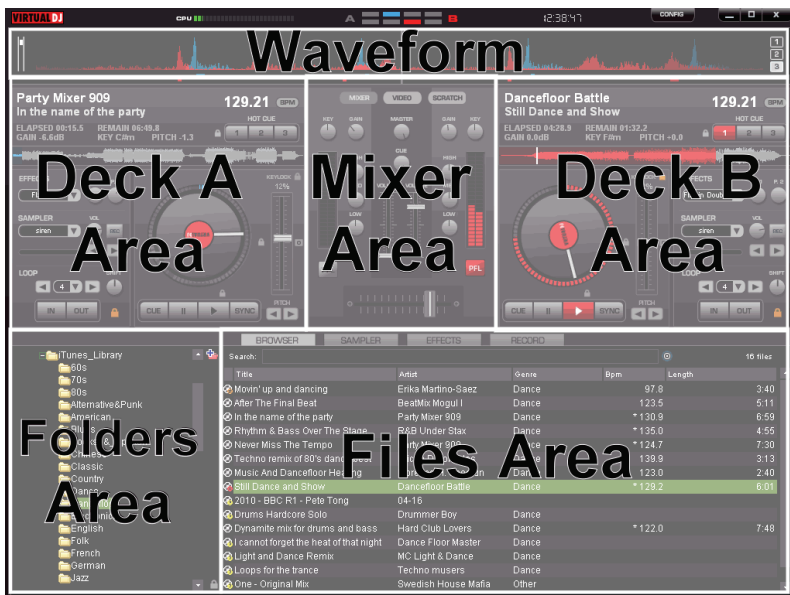 VIRTUAL DJ CPU A B 12:38:47 CONFIG
Waveform
1
2
3
Party Mixer 909
In the name of the party
129.21 BPM
HOT CUE
ELAPSED 00:15.5 REMAIN 06:49.8
GAIN -6.6dB KEY C#m PITCH -1.3
1 2 3
EFFECTS
KEYLOCK
12%
SAMPLER VOL
siren REC
LOOP SHIFT
4
IN OUT CUE II SYNC PITCH
Deck A
Area
MIXER VIDEO SCRATCH
KEY GAIN MASTER GAIN KEY
CUE
HIGH HIGH
VOL VOL
LOW LOW
PFL
Mixer
Area
Dancefloor Battle
Still Dance and Show
129.21 BPM
HOT CUE
ELAPSED 04:28.9 REMAIN 01:32.2
GAIN 0.0dB KEY F#m PITCH +0.0
1 2 3
EFFECTS P. 2
SAMPLER VOL
siren REC
LOOP SHIFT
4
CUE II SYNC PITCH IN OUT
Deck B
Area
iTunes_Library
60s
70s
80s
Alternative&Punk
American
Classic
Country
English
Folk
French
German
Jazz
Folders
Area
BROWSER SAMPLER EFFECTS RECORD
Search: 16 files
Title Artist Genre Bpm Length
Movin' up and dancing Erika Martino-Saez Dance 97.8 3:40
After The Final Beat BeatMix Mogul I Dance 123.5 5:11
In the name of the party Party Mixer 909 Dance * 130.9 6:59
Rhythm & Bass Over The Stage R&B Under Stax Dance * 135.0 4:55
Never Miss The Tempo Party Mixer 909 Dance * 124.7 7:30
Techno remix of 80's dance Dance 139.9 3:13
Music And Dancefloor Dance 123.0 2:40
Still Dance and Show Dancefloor Battle Dance * 129.2 6:01
2010 - BBC R1 - Pete Tong 04-16
Drums Hardcore Solo Drummer Boy Dance
Dynamite mix for drums and bass Hard Club Lovers Dance * 122.0 7:48
I cannot forget the heat of that night Dance Floor Master Dance
Light and Dance Remix MC Light & Dance Dance
Loops for the trance Techno musers Dance
One - Original Mix Swedish House Mafia Other
Files Area